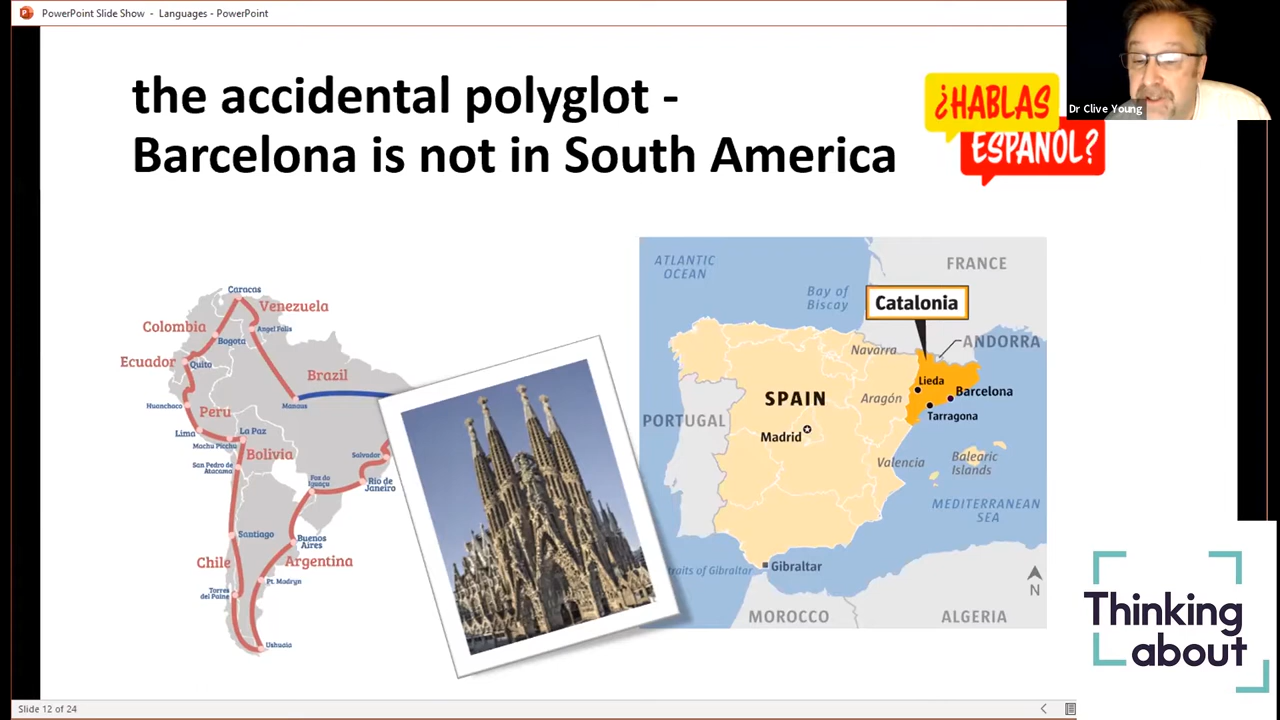 PowerPoint Slide Show - Languages - PowerPoint
the accidental polyglot -
Barcelona is not in South America
¿HABLAS
ESPAÑOL?
Dr Clive Young
Caracas
Venezuela
Colombia
Angel Falls
Bogota
Ecuador
Quito
Brazil
Manaus
Huanchaco
Peru
Lima
La Paz
Machu Picchu
Bolivia
San Pedro de
Atacama
Salvador
Foz do
Iguaçu
Rio de
Janeiro
Santiago
Buenos
Aires
Chile
Argentina
Pt. Madryn
Torres
del Paine
Ushuaia
ATLANTIC
OCEAN
FRANCE
Bay of
Biscay
Catalonia
ANDORRA
Navarra
Lieda
Barcelona
SPAIN
Aragón
Tarragona
PORTUGAL
Madrid
Valencia
Balearic
Islands
MEDITERRANEAN
SEA
traits of Gibraltar
Gibraltar
N
MOROCCO
ALGERIA
Thinking
about
Slide 12 of 24